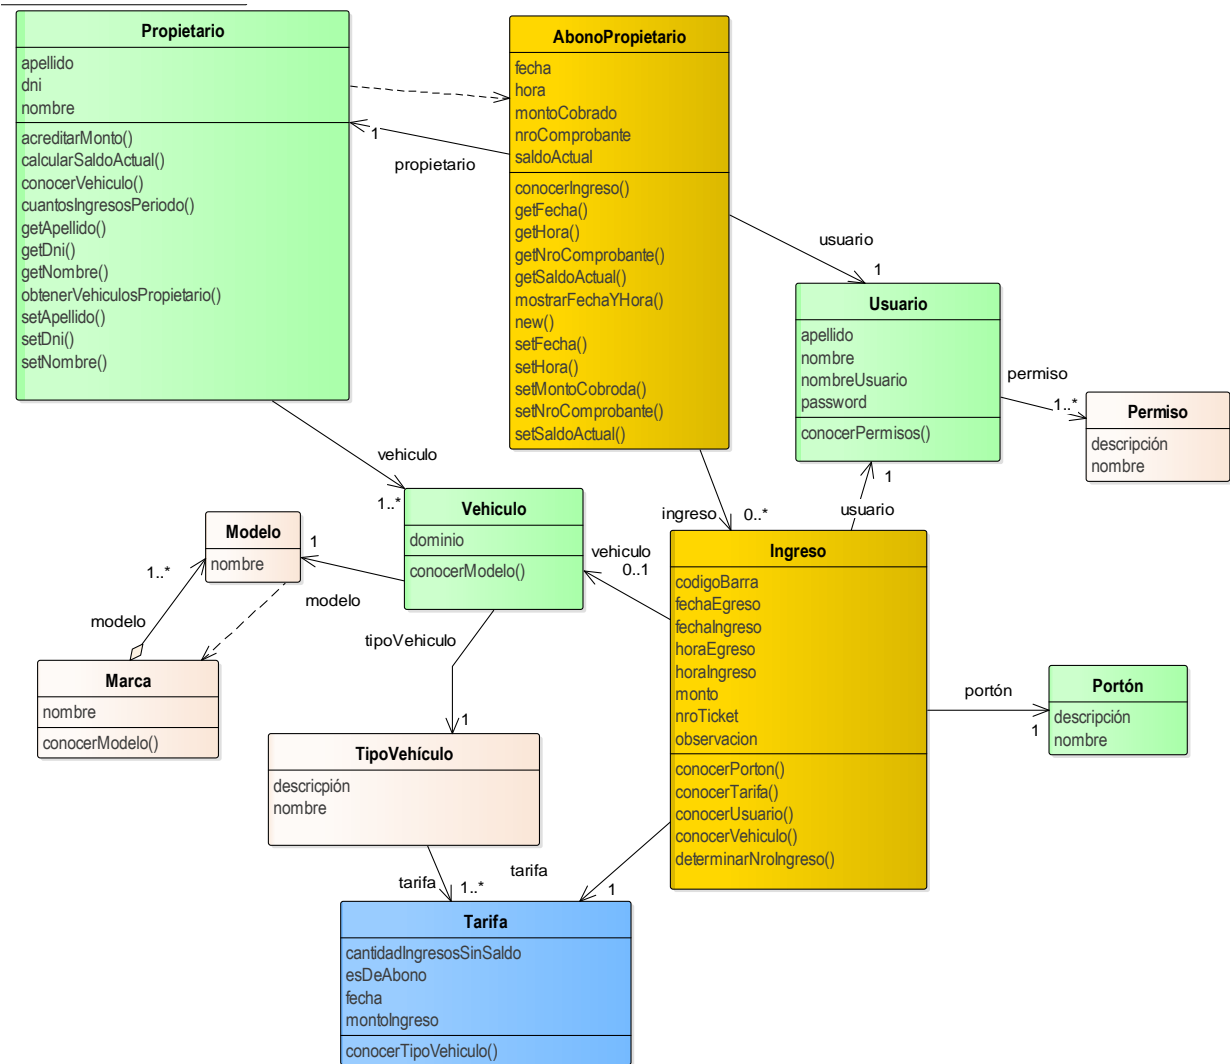 Propietario
apellido
dni
nombre
acreditarMonto()
calcularSaldoActual()
conocerVehiculo()
cuantosIngresosPeriodo()
getApellido()
getDni()
getNombre()
obtenerVehiculosPropietario()
setApellido()
setDni()
setNombre()
AbonoPropietario
fecha
hora
montoCobrado
nroComprobante
saldoActual
conocerIngreso()
getFecha()
getHora()
getNroComprobante()
getSaldoActual()
mostrarFechaYHora()
new()
setFecha()
setHora()
setMontoCobroda()
setNroComprobante()
setSaldoActual()
1
propietario
usuario
1
Usuario
apellido
nombre
nombreUsuario
password
conocerPermisos()
permiso
1..*
Permiso
descripción
nombre
vehiculo
1..*
Vehiculo
dominio
conocerModelo()
ingreso
0..*
usuario
1
vehiculo
0..1
Modelo
nombre
1
modelo
1..*
modelo
Marca
nombre
conocerModelo()
tipoVehiculo
1
TipoVehículo
descricpión
nombre
Ingreso
codigoBarra
fechaEgreso
fechaIngreso
horaEgreso
horaIngreso
monto
nroTicket
observacion
conocerPorton()
conocerTarifa()
conocerUsuario()
conocerVehiculo()
determinarNroIngreso()
portón
1
Portón
descripción
nombre
tarifa
1..*
tarifa
1
Tarifa
cantidadIngresosSinSaldo
esDeAbono
fecha
montoIngreso
conocerTipoVehiculo()